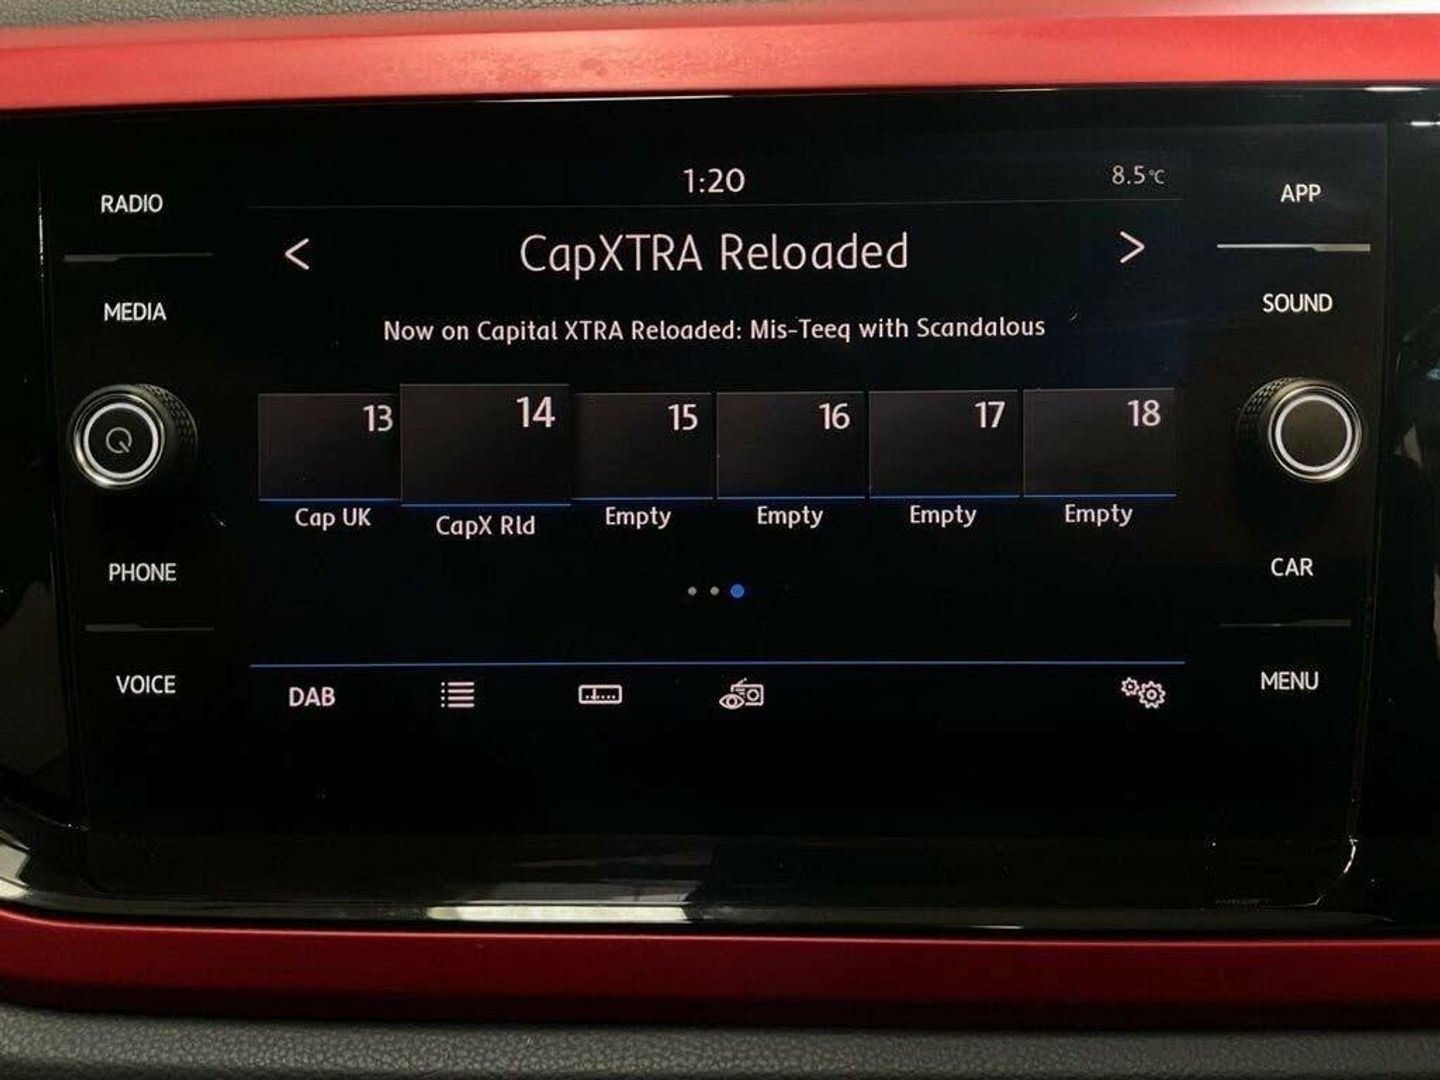 1:20
8.5°C
RADIO
APP
< CapXTRA Reloaded >
MEDIA
SOUND
Now on Capital XTRA Reloaded: Mis-Teeq with Scandalous
13 14 15 16 17 18
Cap UK CapX Rld Empty Empty Empty Empty
PHONE
CAR
VOICE
DAB
MENU